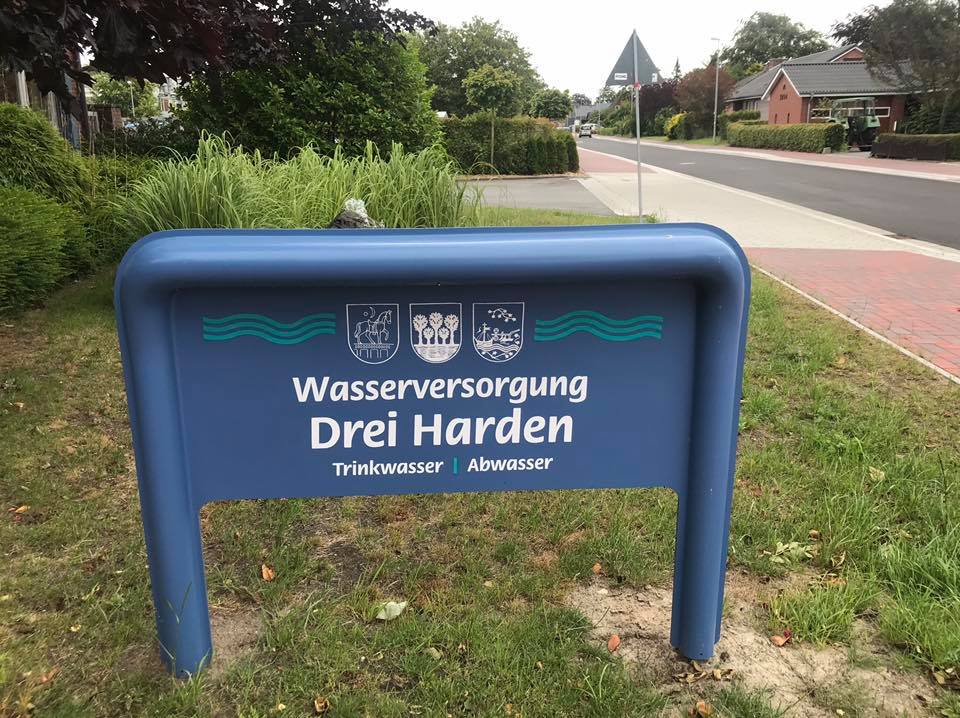 Wasserversorgung
Drei Harden
Trinkwasser | Abwasser